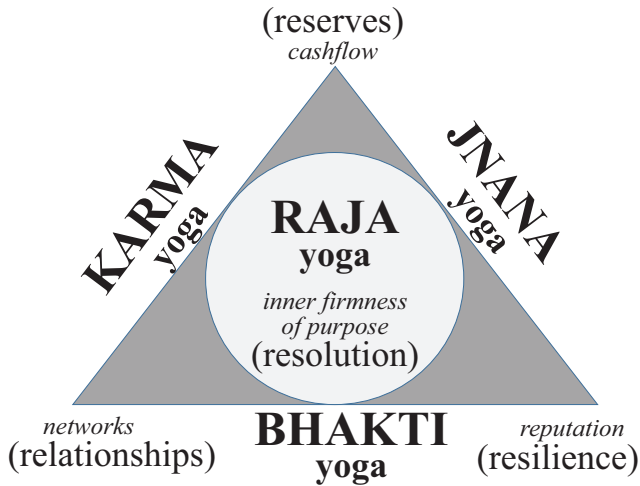 (reserves)
cashflow
KARMA
yoga
JNANA
yoga
RAJA
yoga
inner firmness
of purpose
(resolution)
networks
(relationships)
BHAKTI
yoga
reputation
(resilience)